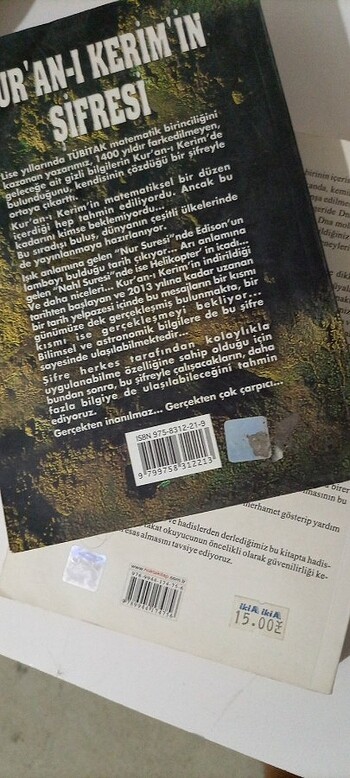 UR'AN-I KERİM'İN
ŞİFRESİ
Lise yıllarında TÜBİTAK matematik birinciliğini
kazanan yazarımız, 1400 yıldır farkedilmeyen,
geleceğe ait gizli bilgilerin Kur'an-ı Kerim'de
bulunduğunu, kendisinin çözdüğü bir şifreyle
ortaya çıkarttı.
Kur'an-ı Kerim'in matematiksel bir düzen
içerdiği hep tahmin ediliyordu. Ancak bu
kadarını kimse beklemiyordu...
Bu sıradışı buluş, dünyanın çeşitli ülkelerinde
de yayınlanmaya hazırlanıyor.
Işık anlamına gelen "Nur Suresi"nde Edison'un
lambayı bulduğu tarih çıkıyor... Arı anlamına
gelen "Nahl Suresi"nde ise Helikopter'in icadı...
Ve daha niceleri... Kur'an-ı Kerim'in indirildiği
tarihten başlayan ve 2013 yılına kadar uzanan
bir tarih yelpazesi içinde bu mesajların bir kısmı
günümüze dek gerçekleşmiş bulunmakta, bir
kısmı ise gerçekleşmeyi bekliyor...
Bilimsel ve astronomik bilgilere de bu şifre
sayesinde ulaşılabilmektedir...
Şifre herkes tarafından kolaylıkla
uygulanabilme özelliğine sahip olduğu için
bundan sonra, bu şifreyle çalışacakların, daha
fazla bilgiye de ulaşılabileceğini tahmin
ediyoruz.
Gerçekten inanılmaz... Gerçekten çok çarpıcı...
ISBN 975-8312-21-9
9 799758 312213
birinin içeris
merhamet gösterip yardım
ve hadislerden derlediğimiz bu kitapta hadis-
fakat okuyucunun öncelikli olarak güvenilirliği ke-
esas almasını tavsiye ediyoruz.
15.00